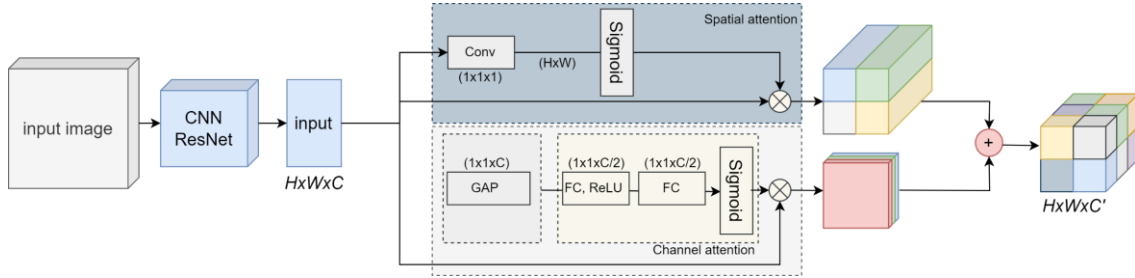 input image
CNN
ResNet
input
HxWxC
Spatial attention
Conv
(1x1x1)
(HxW)
Sigmoid
(1x1xC)
GAP
(1x1xC/2)
FC, ReLU
(1x1xC/2)
FC
Sigmoid
Channel attention
+
HxWxC'